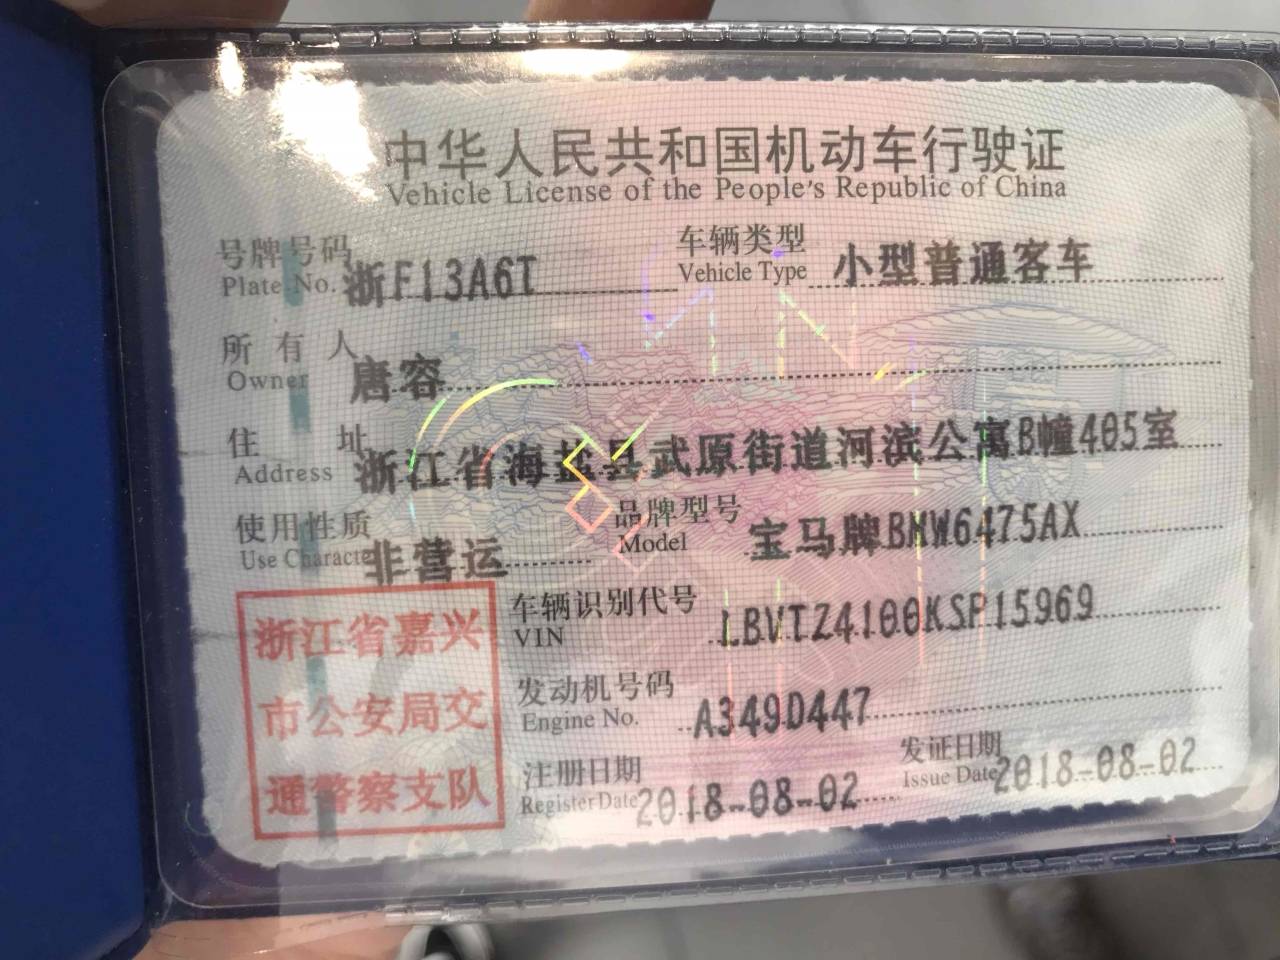 中华人民共和国机动车行驶证
Vehicle License of the People's Republic of China
号牌号码 浙F13A6T 车辆类型 小型普通客车
Plate No. Vehicle Type
所有人 唐容
Owner
住址 浙江省海盐县武原街道河滨公寓B幢405室
Address
使用性质 非营运 品牌型号 宝马牌BMW6475AX
Use Character Model
车辆识别代号 LBVTZ4100KSP15969
VIN
发动机号码 A349D447
Engine No.
注册日期 2018-08-02 发证日期 2018-08-02
Register Date Issue Date
浙江省嘉兴
市公安局交
通警察支队